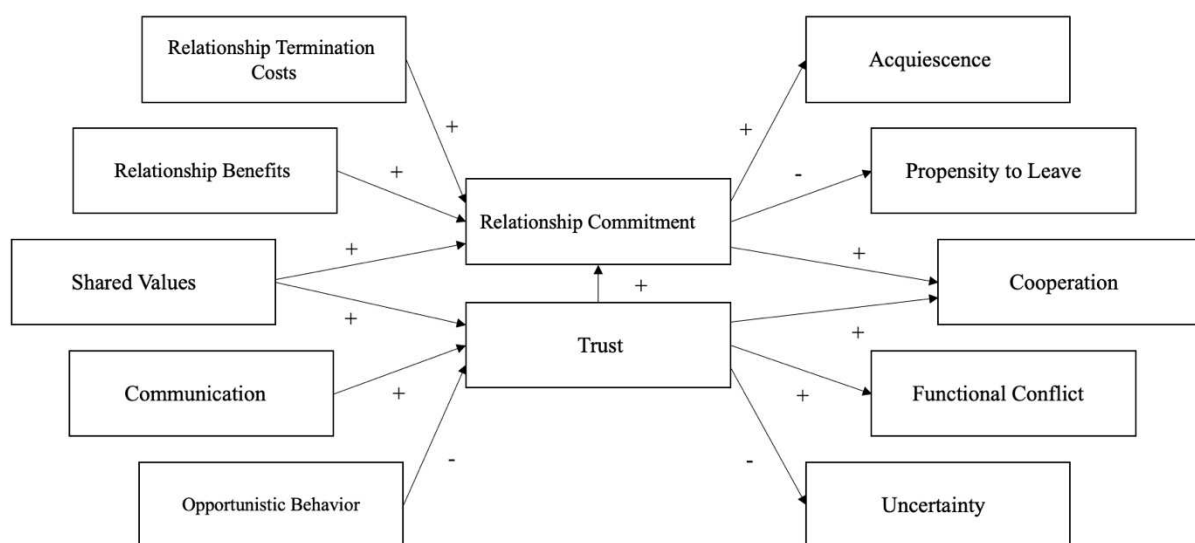 Relationship Termination
Costs
Acquiescence
+
+
Relationship Benefits
+
-
Propensity to Leave
Relationship Commitment
Shared Values
+
+
+
+
Cooperation
Trust
+
Communication
+
+
Functional Conflict
-
-
Opportunistic Behavior
Uncertainty